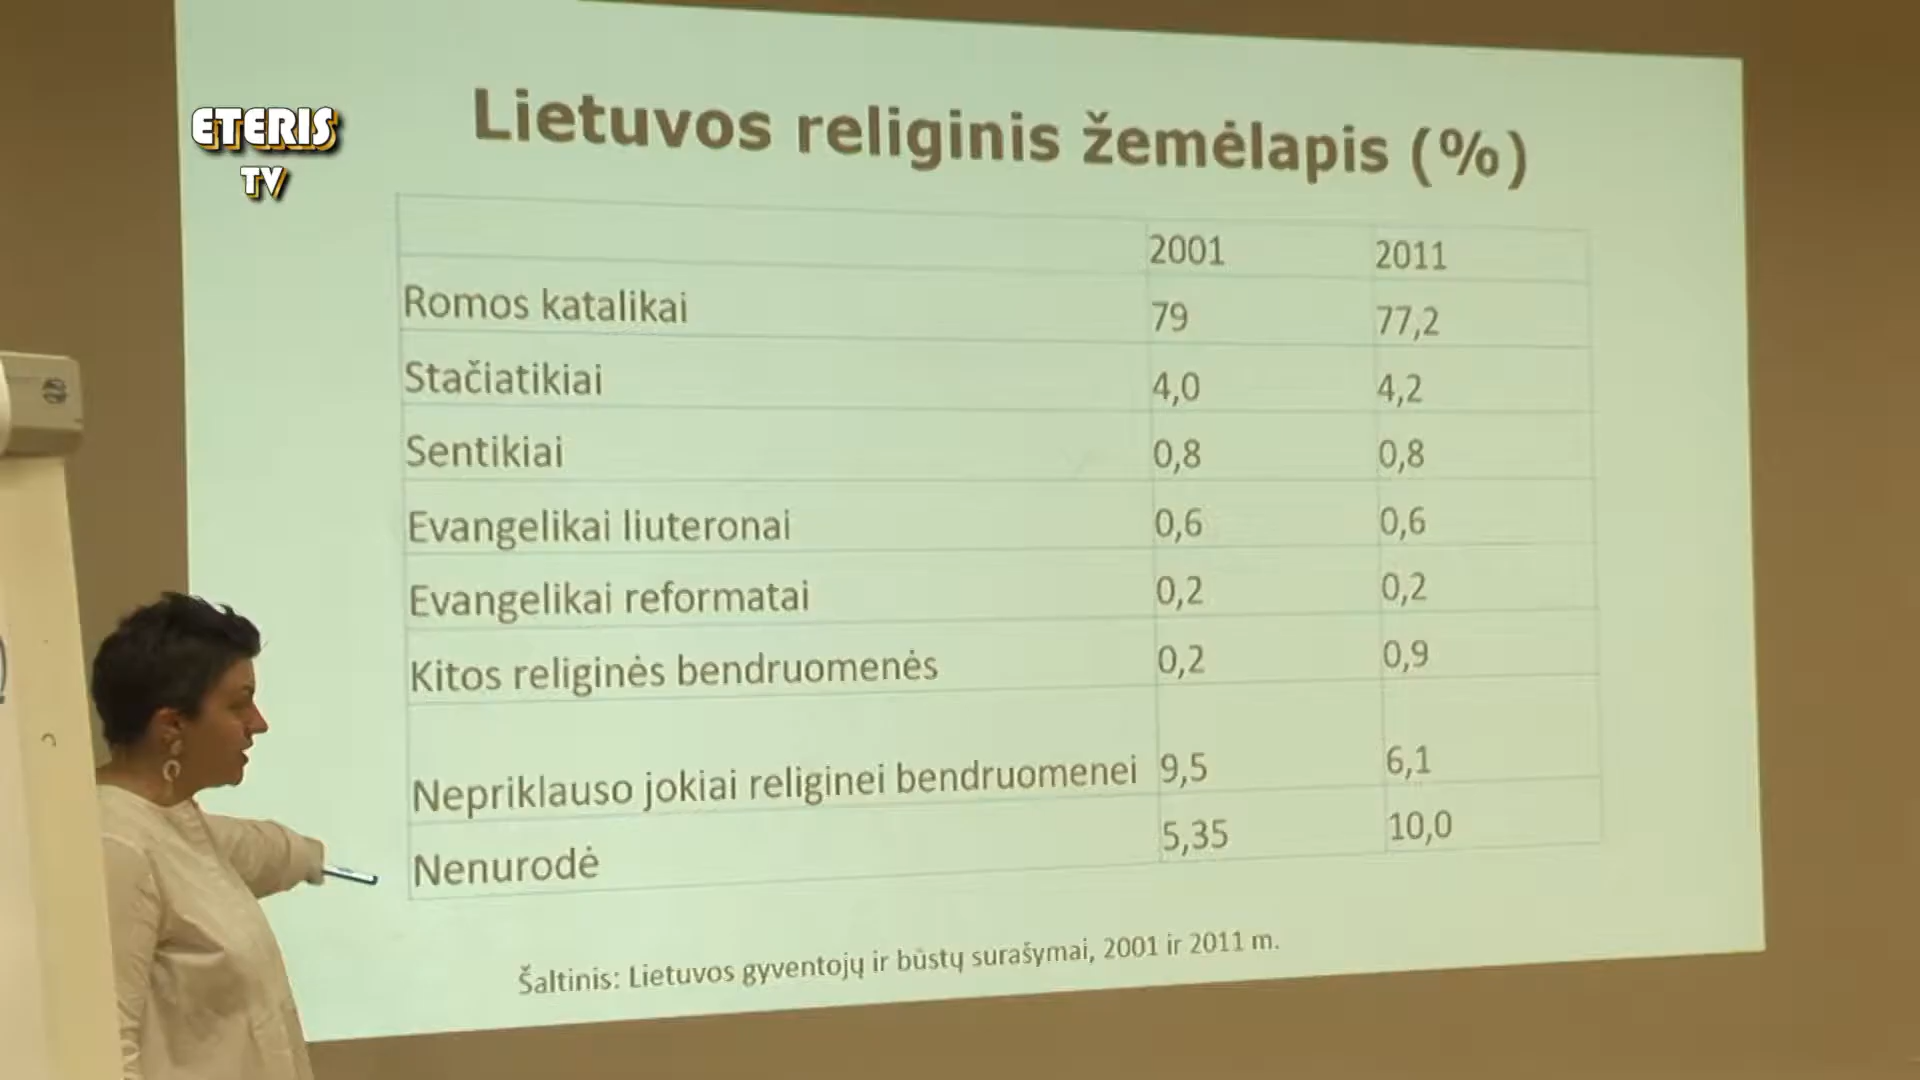 ETERIS
TV
Lietuvos religinis žemėlapis (%)
2001 2011
Romos katalikai 79 77,2
Stačiatikiai 4,0 4,2
Sentikiai 0,8 0,8
Evangelikai liuteronai 0,6 0,6
Evangelikai reformatai 0,2 0,2
Kitos religinės bendruomenės 0,2 0,9
Nepriklauso jokiai religinei bendruomenei 9,5 6,1
Nenurodė 5,35 10,0
Šaltinis: Lietuvos gyventojų ir būstų surašymai, 2001 ir 2011 m.